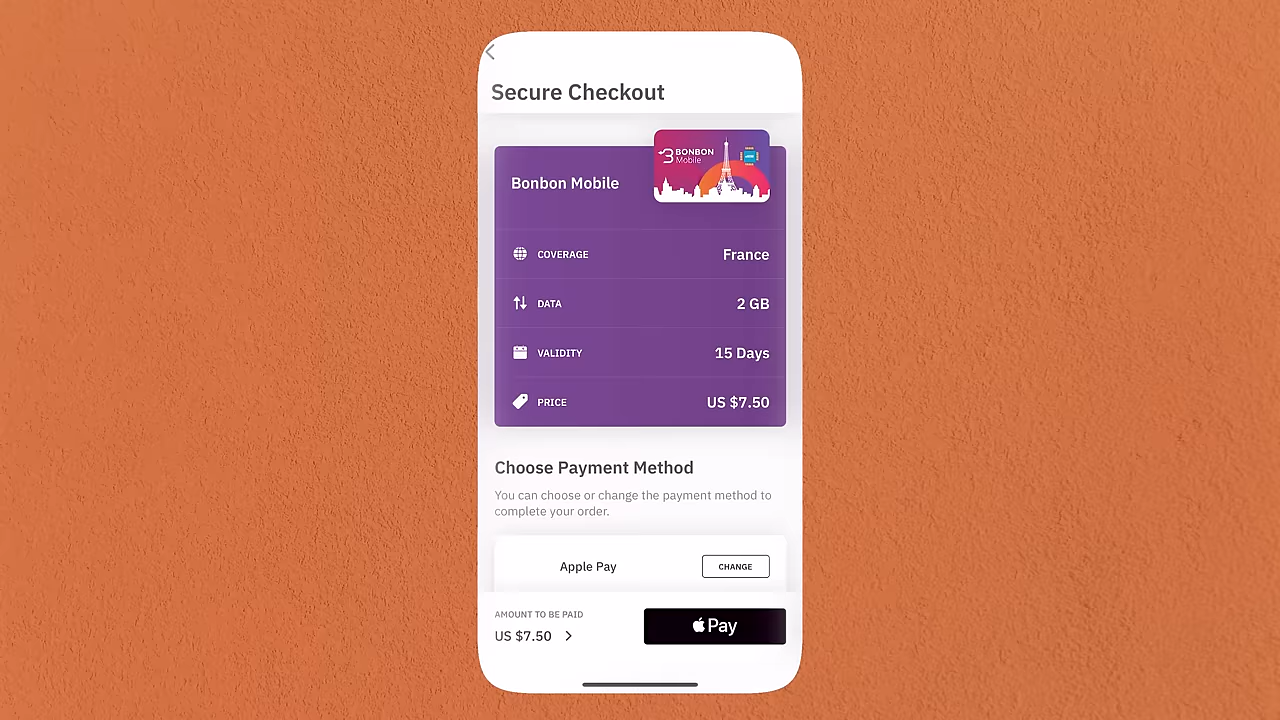 Secure Checkout
BONBON
Mobile
Bonbon Mobile
COVERAGE France
DATA 2 GB
VALIDITY 15 Days
PRICE US $7.50
Choose Payment Method
You can choose or change the payment method to
complete your order.
Apple Pay CHANGE
AMOUNT TO BE PAID
US $7.50
Pay